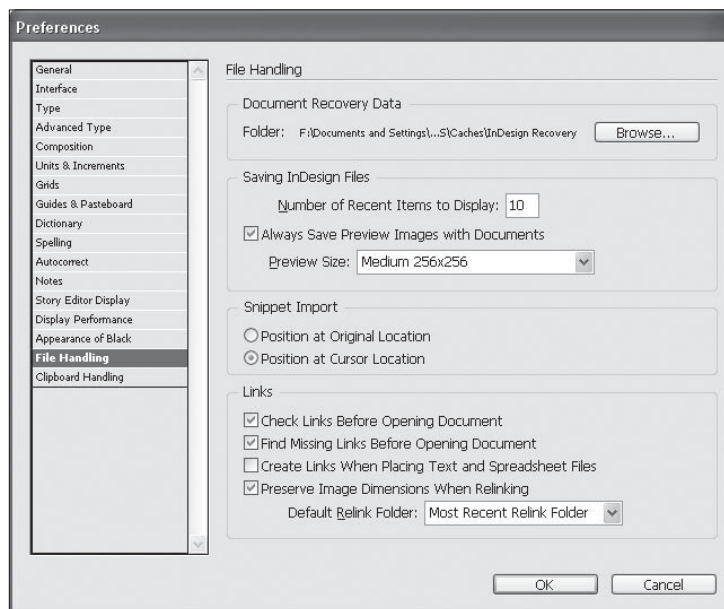 Preferences
General
Interface
Type
Advanced Type
Composition
Units & Increments
Grids
Guides & Pasteboard
Dictionary
Spelling
Autocorrect
Notes
Story Editor Display
Display Performance
Appearance of Black
File Handling
Clipboard Handling
File Handling
Document Recovery Data
Folder: F:\Documents and Settings\...S\Caches\InDesign Recovery Browse...
Saving InDesign Files
Number of Recent Items to Display: 10
Always Save Preview Images with Documents
Preview Size: Medium 256x256
Snippet Import
Position at Original Location
Position at Cursor Location
Links
Check Links Before Opening Document
Find Missing Links Before Opening Document
Create Links When Placing Text and Spreadsheet Files
Preserve Image Dimensions When Relinking
Default Relink Folder: Most Recent Relink Folder
OK Cancel